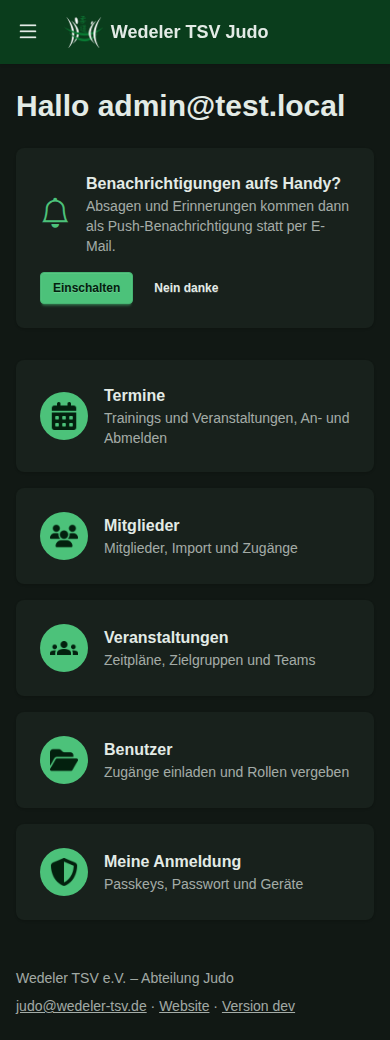 Wedeler TSV Judo
Hallo admin@test.local
Benachrichtigungen aufs Handy?
Absagen und Erinnerungen kommen dann
als Push-Benachrichtigung statt per E-
Mail.
Einschalten Nein danke
Termine
Trainings und Veranstaltungen, An- und
Abmelden
Mitglieder
Mitglieder, Import und Zugänge
Veranstaltungen
Zeitpläne, Zielgruppen und Teams
Benutzer
Zugänge einladen und Rollen vergeben
Meine Anmeldung
Passkeys, Passwort und Geräte
Wedeler TSV e.V. – Abteilung Judo
judo@wedeler-tsv.de · Website · Version dev